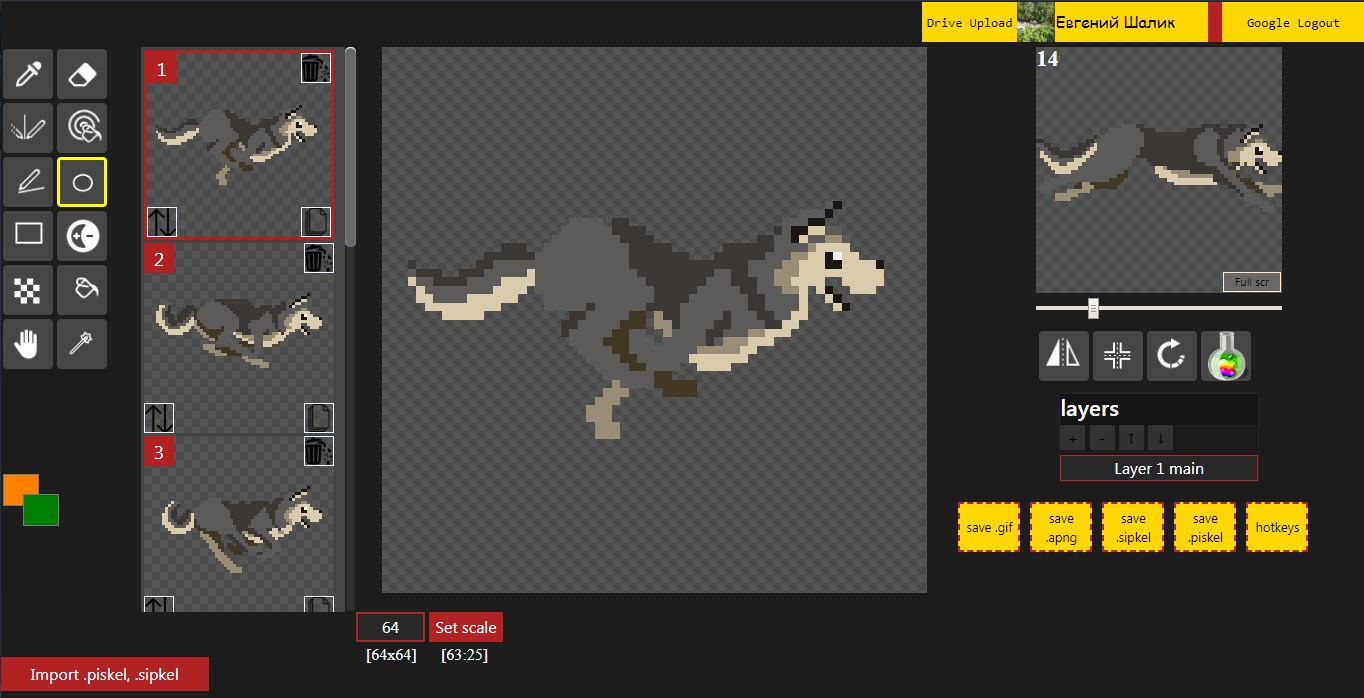 Drive Upload
Евгений Шалик
Google Logout
1
2
3
14
Full scr
layers
+ - ↑ ↓
Layer 1 main
save .gif
save
.apng
save
.sipkel
save
.piskel
hotkeys
64
Set scale
[64x64]
[63:25]
Import .piskel, .sipkel